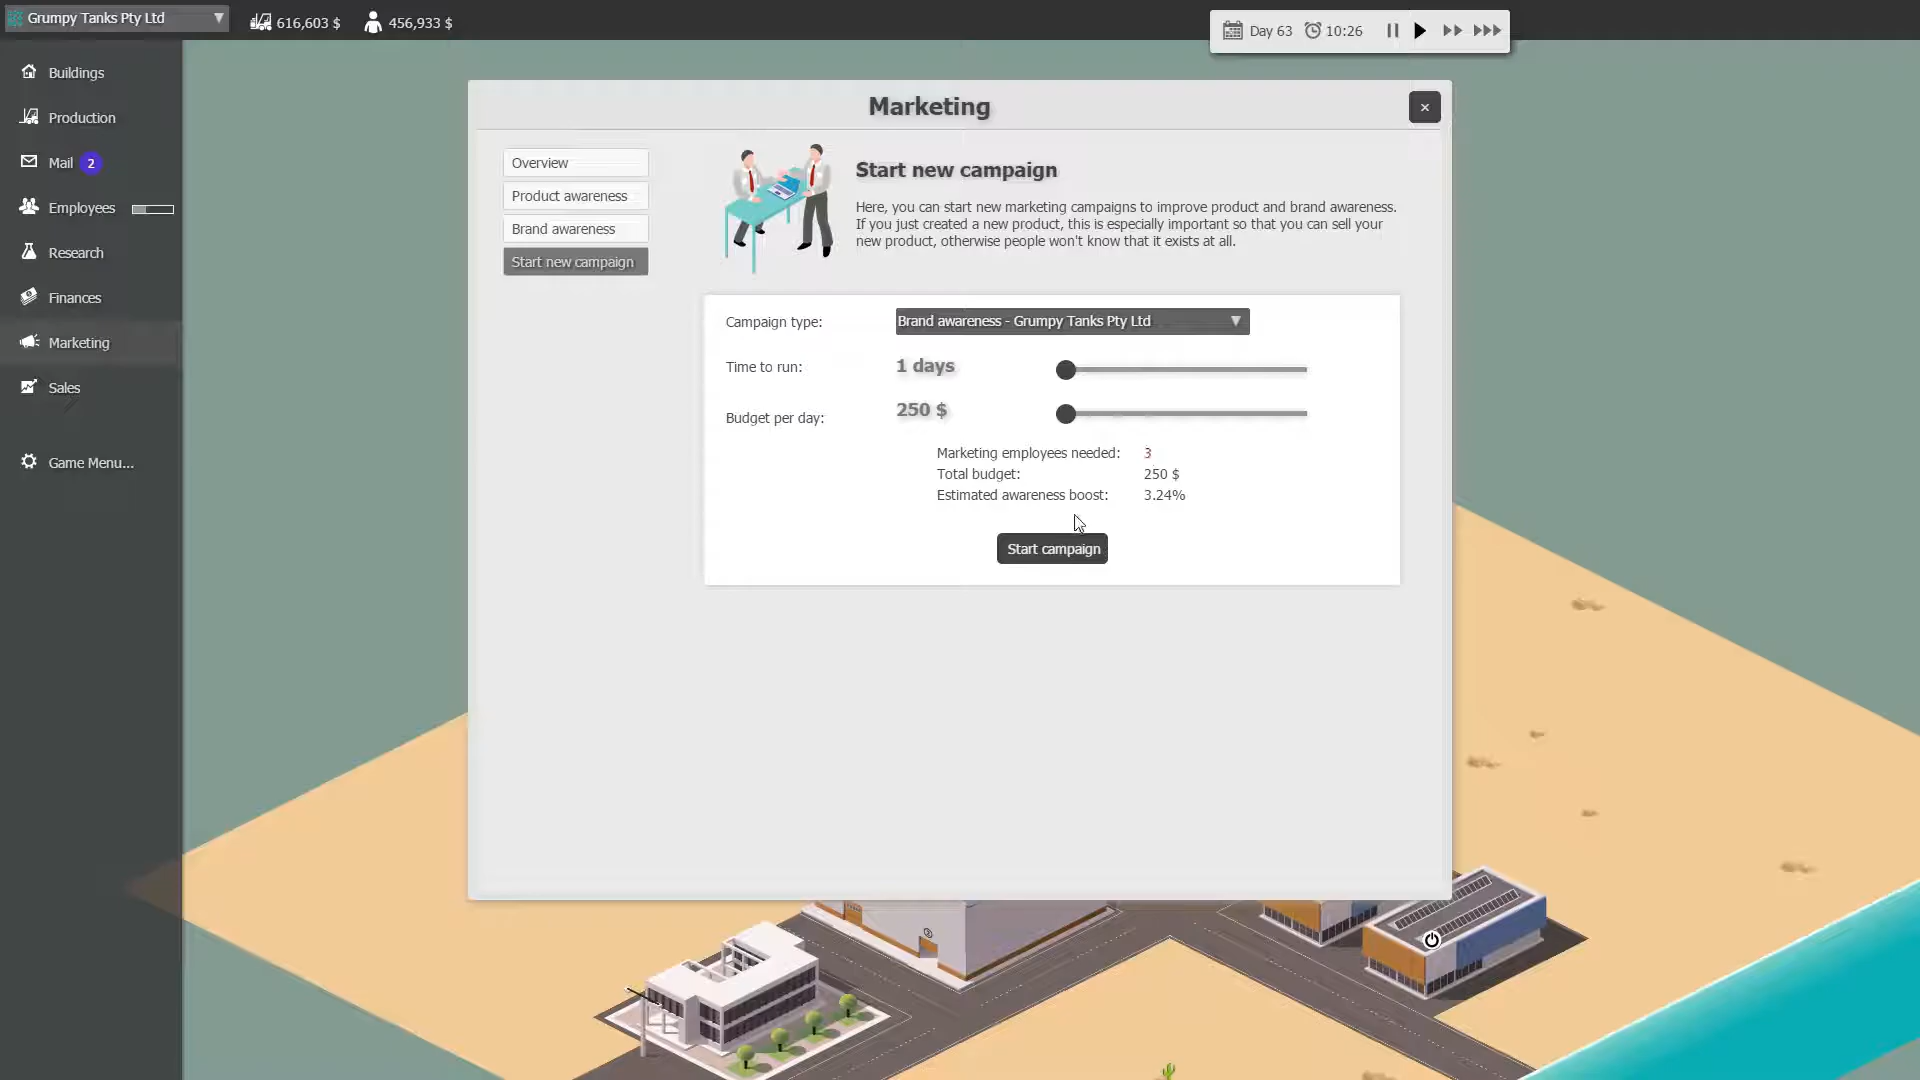 Grumpy Tanks Pty Ltd
616,603 $
456,933 $
Day 63
10:26
Buildings
Production
Mail 2
Employees
Research
Finances
Marketing
Sales
Game Menu...
Marketing
×
Overview
Product awareness
Brand awareness
Start new campaign
Start new campaign
Here, you can start new marketing campaigns to improve product and brand awareness.
If you just created a new product, this is especially important so that you can sell your
new product, otherwise people won't know that it exists at all.
Campaign type:
Brand awareness - Grumpy Tanks Pty Ltd
Time to run:
1 days
Budget per day:
250 $
Marketing employees needed: 3
Total budget: 250 $
Estimated awareness boost: 3.24%
Start campaign